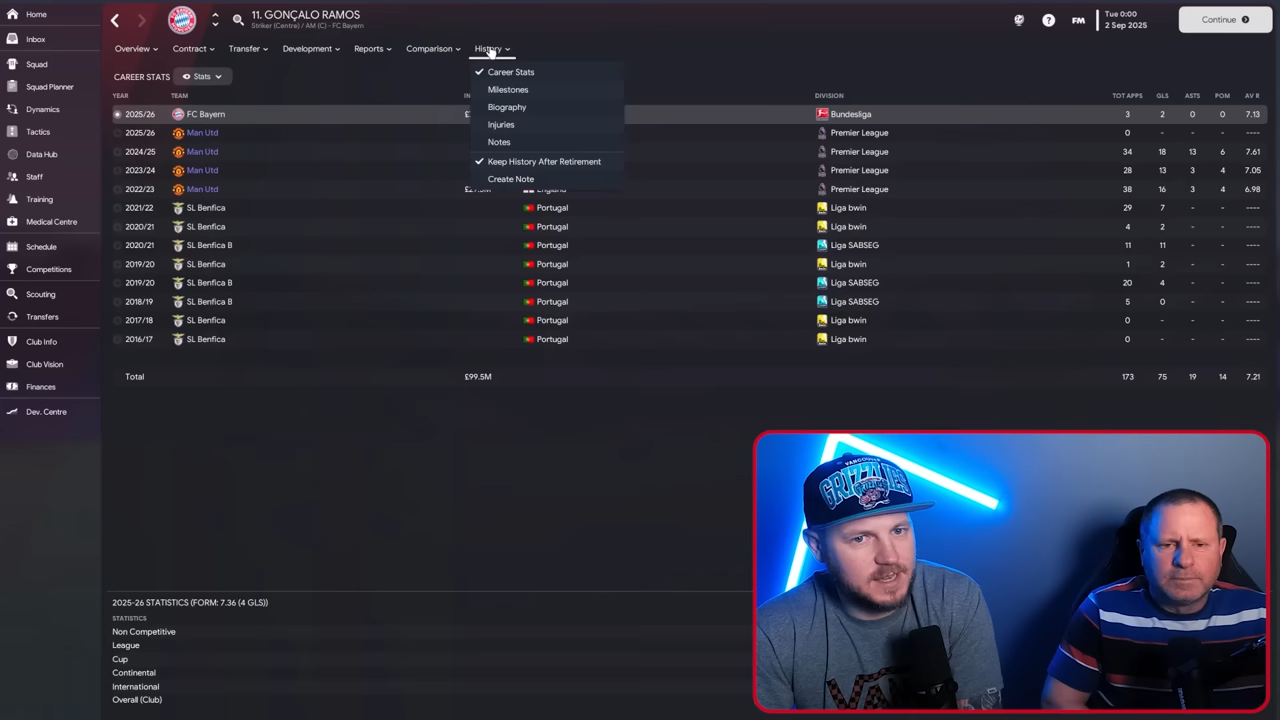 Home
Inbox
Squad
Squad Planner
Dynamics
Tactics
Data Hub
Staff
Training
Medical Centre
Schedule
Competitions
Scouting
Transfers
Club Info
Club Vision
Finances
Dev. Centre
11. GONÇALO RAMOS
Striker (Centre) / AM (C) - FC Bayern
FM
Tue 0:00
2 Sep 2025
Continue
Overview Contract Transfer Development Reports Comparison History
CAREER STATS Stats
Career Stats
Milestones
Biography
Injuries
Notes
Keep History After Retirement
Create Note
YEAR TEAM DIVISION TOT APPS GLS ASTS POM AV R
2025/26 FC Bayern Bundesliga 3 2 0 0 7.13
2025/26 Man Utd Premier League 0 - - - ----
2024/25 Man Utd Premier League 34 18 13 6 7.61
2023/24 Man Utd Premier League 28 13 3 4 7.05
2022/23 Man Utd England Premier League 38 16 3 4 6.98
2021/22 SL Benfica Portugal Liga bwin 29 7 - - ----
2020/21 SL Benfica Portugal Liga bwin 4 2 - - ----
2020/21 SL Benfica B Portugal Liga SABSEG 11 11 - - ----
2019/20 SL Benfica Portugal Liga bwin 1 2 - - ----
2019/20 SL Benfica B Portugal Liga SABSEG 20 4 - - ----
2018/19 SL Benfica B Portugal Liga SABSEG 5 0 - - ----
2017/18 SL Benfica Portugal Liga bwin 0 - - - ----
2016/17 SL Benfica Portugal Liga bwin 0 - - - ----
Total £99.5M 173 75 19 14 7.21
2025-26 STATISTICS (FORM: 7.36 (4 GLS))
STATISTICS
Non Competitive
League
Cup
Continental
International
Overall (Club)
VANCOUVER
GRIZZLIES